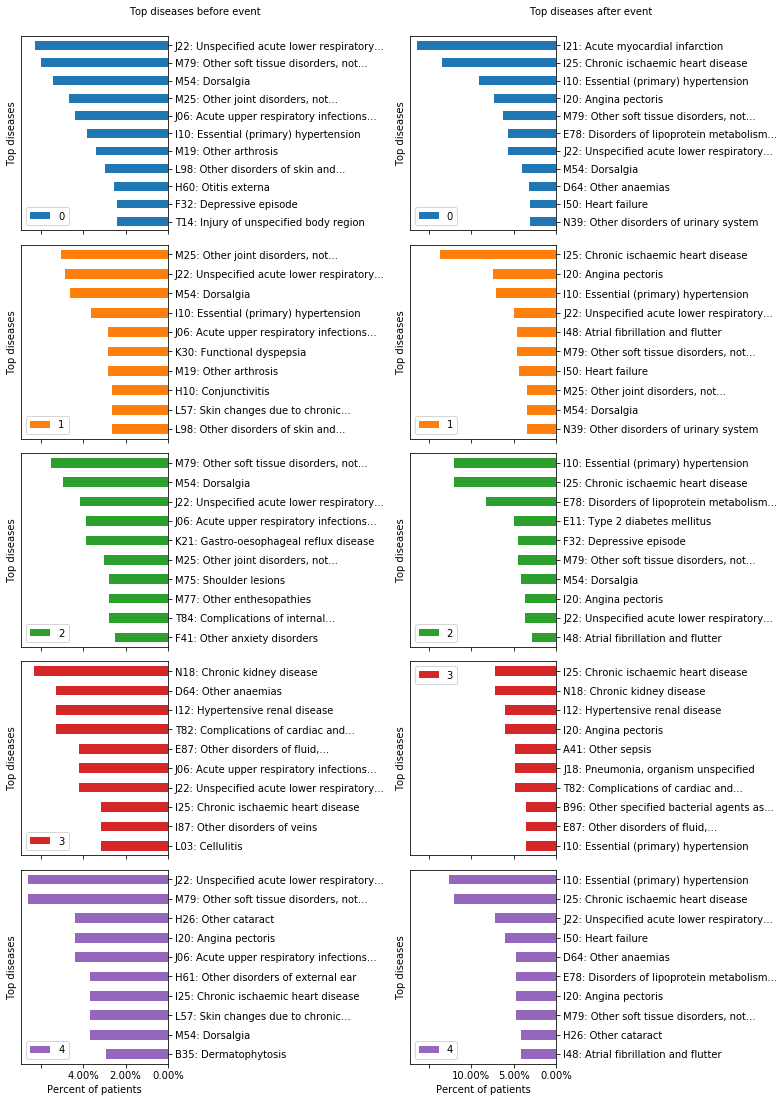 Top diseases before event
Top diseases
J22: Unspecified acute lower respiratory...
M79: Other soft tissue disorders, not...
M54: Dorsalgia
M25: Other joint disorders, not...
J06: Acute upper respiratory infections...
I10: Essential (primary) hypertension
M19: Other arthrosis
L98: Other disorders of skin and...
H60: Otitis externa
F32: Depressive episode
T14: Injury of unspecified body region
0
Top diseases after event
Top diseases
I21: Acute myocardial infarction
I25: Chronic ischaemic heart disease
I10: Essential (primary) hypertension
I20: Angina pectoris
M79: Other soft tissue disorders, not...
E78: Disorders of lipoprotein metabolism...
J22: Unspecified acute lower respiratory...
M54: Dorsalgia
D64: Other anaemias
I50: Heart failure
N39: Other disorders of urinary system
0
Top diseases
M25: Other joint disorders, not...
J22: Unspecified acute lower respiratory...
M54: Dorsalgia
I10: Essential (primary) hypertension
J06: Acute upper respiratory infections...
K30: Functional dyspepsia
M19: Other arthrosis
H10: Conjunctivitis
L57: Skin changes due to chronic...
L98: Other disorders of skin and...
1
Top diseases
I25: Chronic ischaemic heart disease
I20: Angina pectoris
I10: Essential (primary) hypertension
J22: Unspecified acute lower respiratory...
I48: Atrial fibrillation and flutter
M79: Other soft tissue disorders, not...
I50: Heart failure
M25: Other joint disorders, not...
M54: Dorsalgia
N39: Other disorders of urinary system
1
Top diseases
M79: Other soft tissue disorders, not...
M54: Dorsalgia
J22: Unspecified acute lower respiratory...
J06: Acute upper respiratory infections...
K21: Gastro-oesophageal reflux disease
M25: Other joint disorders, not...
M75: Shoulder lesions
M77: Other enthesopathies
T84: Complications of internal...
F41: Other anxiety disorders
2
Top diseases
I10: Essential (primary) hypertension
I25: Chronic ischaemic heart disease
E78: Disorders of lipoprotein metabolism...
E11: Type 2 diabetes mellitus
F32: Depressive episode
M79: Other soft tissue disorders, not...
M54: Dorsalgia
I20: Angina pectoris
J22: Unspecified acute lower respiratory...
I48: Atrial fibrillation and flutter
2
Top diseases
N18: Chronic kidney disease
D64: Other anaemias
I12: Hypertensive renal disease
T82: Complications of cardiac and...
E87: Other disorders of fluid,...
J06: Acute upper respiratory infections...
J22: Unspecified acute lower respiratory...
I25: Chronic ischaemic heart disease
I87: Other disorders of veins
L03: Cellulitis
3
Top diseases
3
I25: Chronic ischaemic heart disease
N18: Chronic kidney disease
I12: Hypertensive renal disease
I20: Angina pectoris
A41: Other sepsis
J18: Pneumonia, organism unspecified
T82: Complications of cardiac and...
B96: Other specified bacterial agents as...
E87: Other disorders of fluid,...
I10: Essential (primary) hypertension
Top diseases
J22: Unspecified acute lower respiratory...
M79: Other soft tissue disorders, not...
H26: Other cataract
I20: Angina pectoris
J06: Acute upper respiratory infections...
H61: Other disorders of external ear
I25: Chronic ischaemic heart disease
L57: Skin changes due to chronic...
M54: Dorsalgia
B35: Dermatophytosis
4
4.00% 2.00% 0.00%
Percent of patients
Top diseases
I10: Essential (primary) hypertension
I25: Chronic ischaemic heart disease
J22: Unspecified acute lower respiratory...
I50: Heart failure
D64: Other anaemias
E78: Disorders of lipoprotein metabolism...
I20: Angina pectoris
M79: Other soft tissue disorders, not...
H26: Other cataract
I48: Atrial fibrillation and flutter
4
10.00% 5.00% 0.00%
Percent of patients